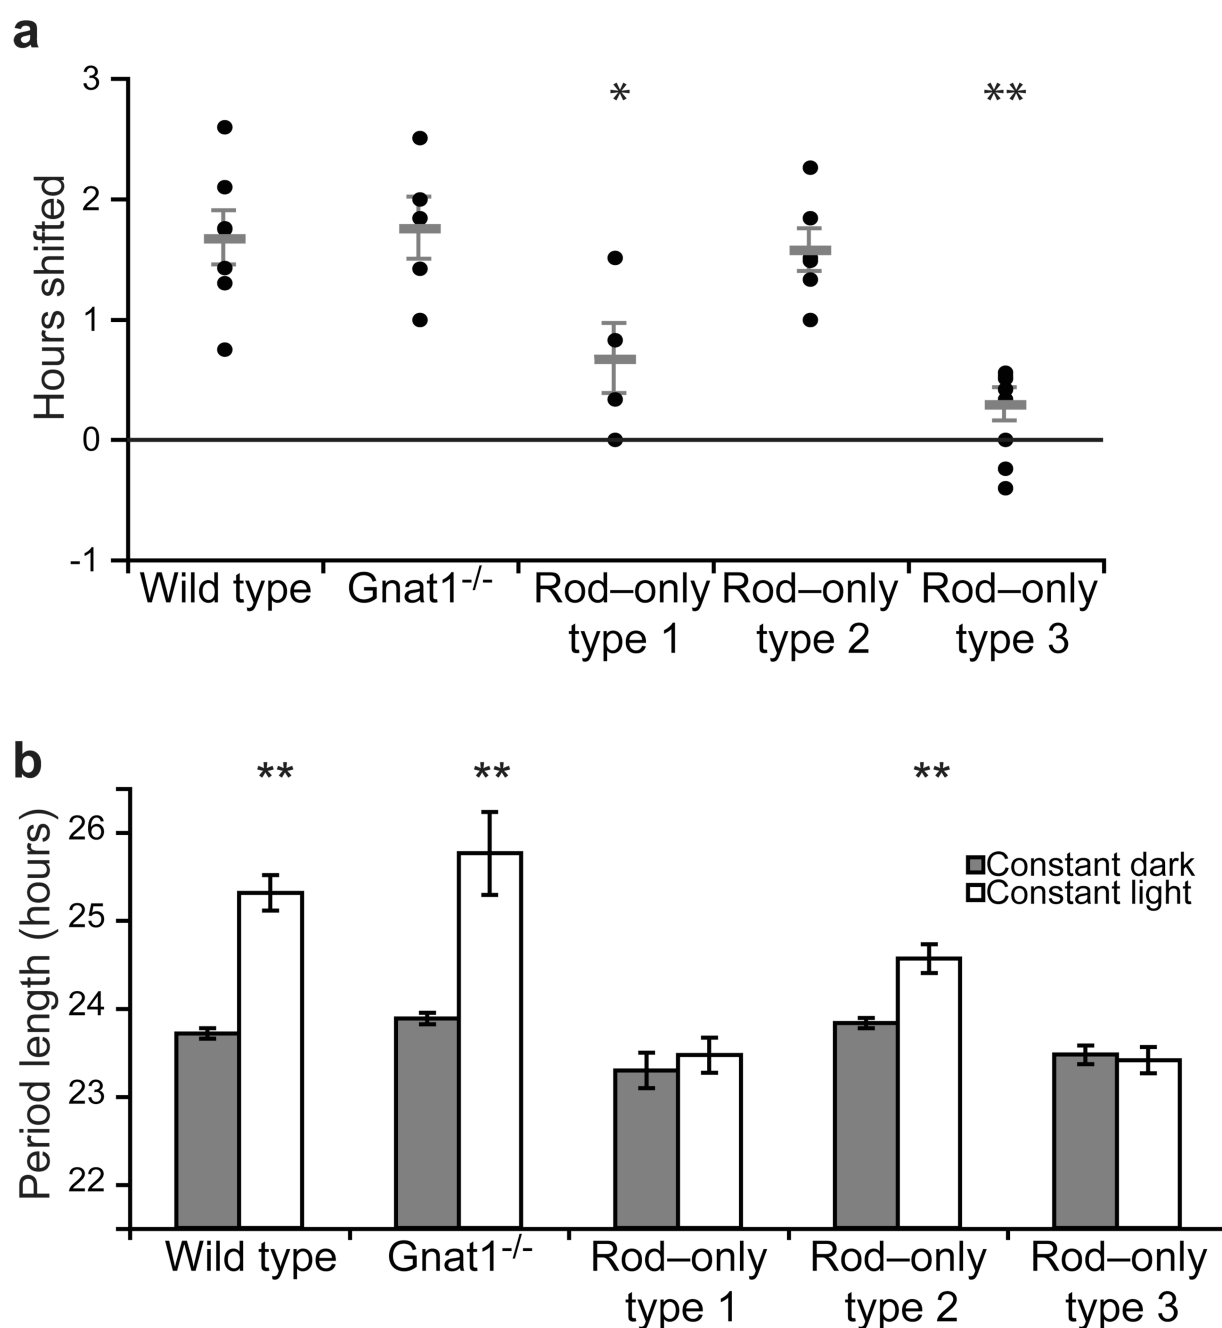 a
*
**
3
2
1
0
-1
Hours shifted
Wild type
Gnat1-/-
Rod–only
type 1
Rod–only
type 2
Rod–only
type 3
b
**
**
**
26
25
24
23
22
Period length (hours)
Constant dark
Constant light
Wild type
Gnat1-/-
Rod–only
type 1
Rod–only
type 2
Rod–only
type 3